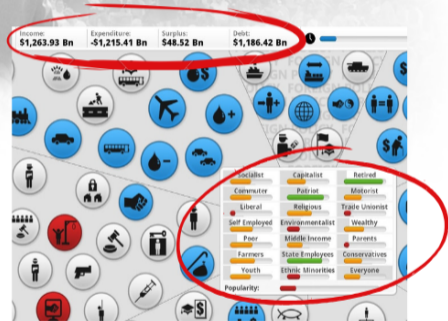 Income: Expenditure: Surplus: Debt:
$1,263.93 Bn -$1,215.41 Bn $48.52 Bn $1,186.42 Bn
Socialist Capitalist Retired
Commuter Patriot Motorist
Liberal Religious Trade Unionist
Self Employed Environmentalist Wealthy
Poor Middle Income Parents
Farmers State Employees Conservatives
Youth Ethnic Minorities Everyone
Popularity: